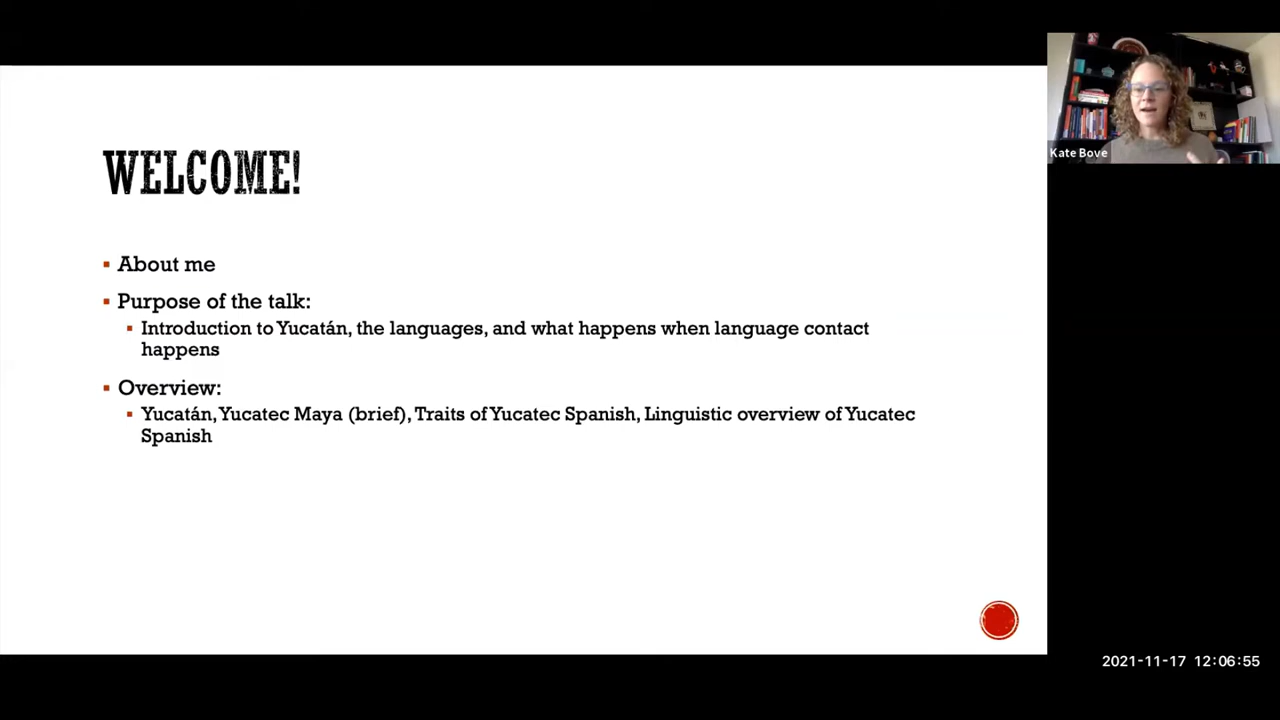 WELCOME!
About me
Purpose of the talk:
Introduction to Yucatán, the languages, and what happens when language contact
happens
Overview:
Yucatán, Yucatec Maya (brief), Traits of Yucatec Spanish, Linguistic overview of Yucatec
Spanish
Kate Bove
2021-11-17 12:06:55